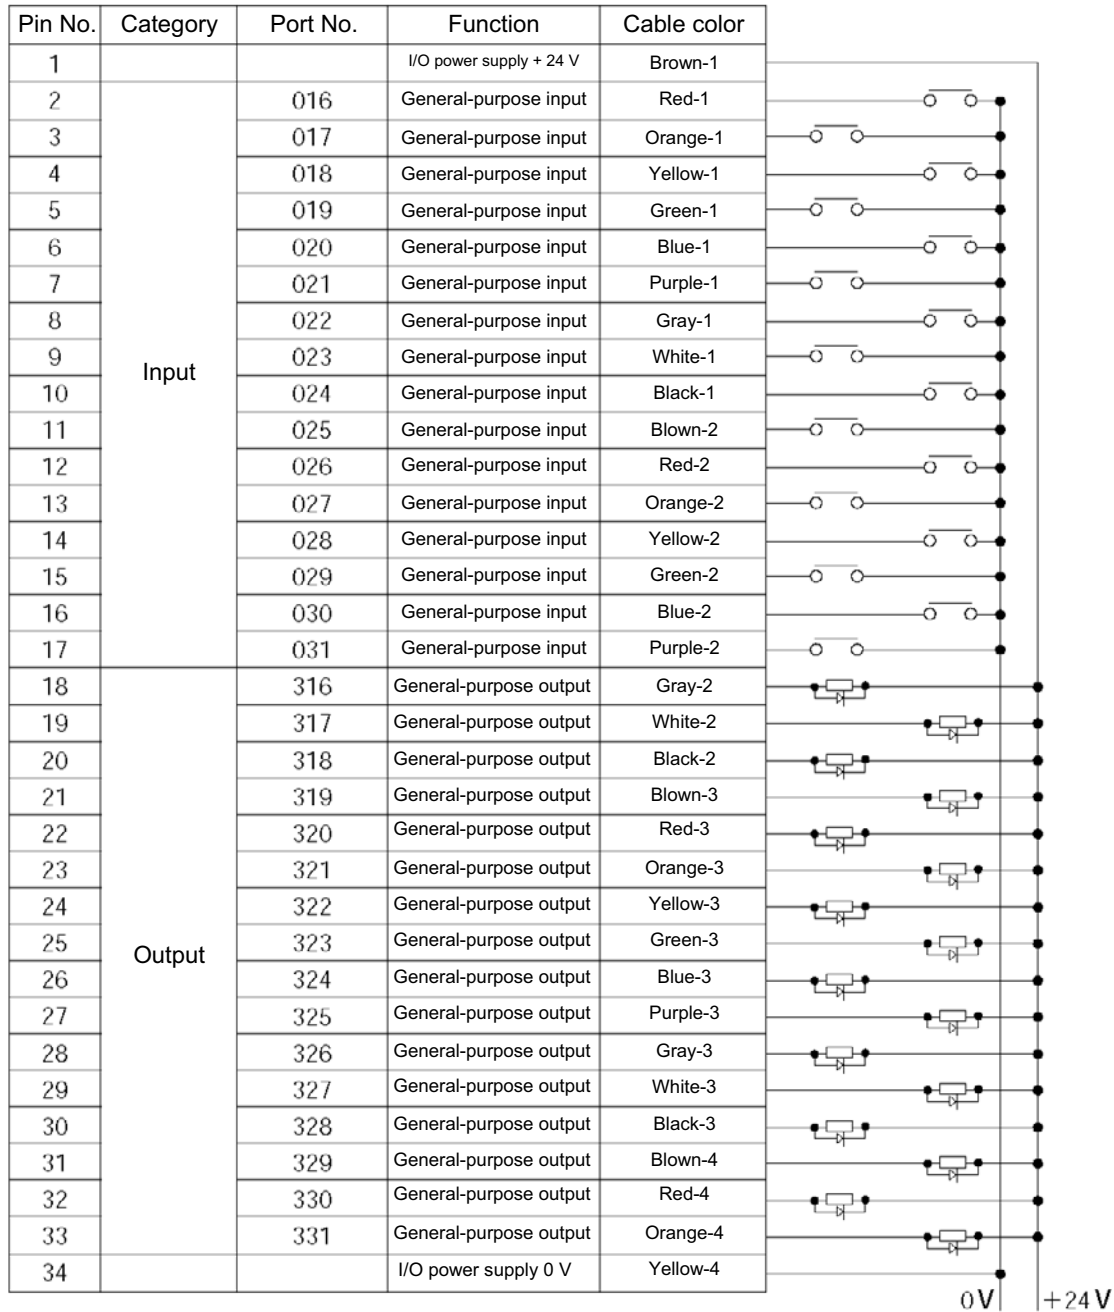 Pin No. Category Port No. Function Cable color
1 I/O power supply + 24 V Brown-1
2 016 General-purpose input Red-1
3 017 General-purpose input Orange-1
4 018 General-purpose input Yellow-1
5 019 General-purpose input Green-1
6 020 General-purpose input Blue-1
7 021 General-purpose input Purple-1
8 022 General-purpose input Gray-1
9 023 General-purpose input White-1
Input
10 024 General-purpose input Black-1
11 025 General-purpose input Blown-2
12 026 General-purpose input Red-2
13 027 General-purpose input Orange-2
14 028 General-purpose input Yellow-2
15 029 General-purpose input Green-2
16 030 General-purpose input Blue-2
17 031 General-purpose input Purple-2
18 316 General-purpose output Gray-2
19 317 General-purpose output White-2
20 318 General-purpose output Black-2
21 319 General-purpose output Blown-3
22 320 General-purpose output Red-3
23 321 General-purpose output Orange-3
24 322 General-purpose output Yellow-3
25 323 General-purpose output Green-3
Output
26 324 General-purpose output Blue-3
27 325 General-purpose output Purple-3
28 326 General-purpose output Gray-3
29 327 General-purpose output White-3
30 328 General-purpose output Black-3
31 329 General-purpose output Blown-4
32 330 General-purpose output Red-4
33 331 General-purpose output Orange-4
34 I/O power supply 0 V Yellow-4
0V +24V